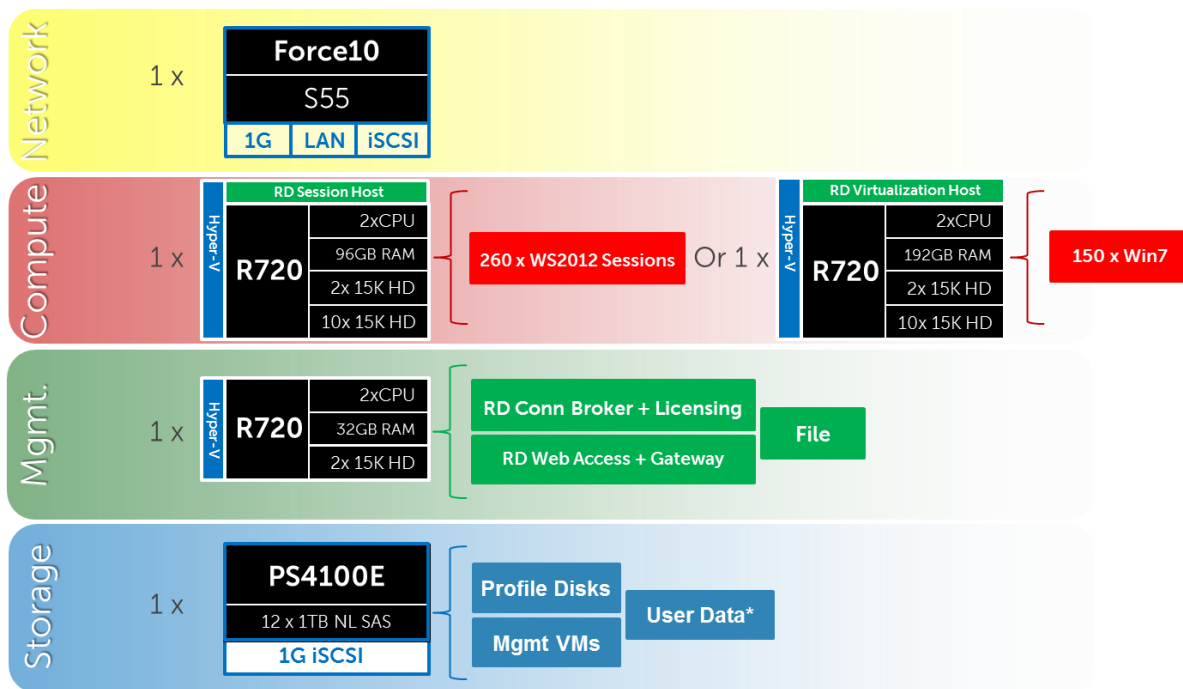 Network
1 x
Force10
S55
1G LAN iSCSI
Compute
1 x
Hyper-V
RD Session Host
R720
2xCPU
96GB RAM
2x 15K HD
10x 15K HD
260 x WS2012 Sessions
Or 1 x
Hyper-V
RD Virtualization Host
R720
2xCPU
192GB RAM
2x 15K HD
10x 15K HD
150 x Win7
Mgmt.
1 x
Hyper-V
R720
2xCPU
32GB RAM
2x 15K HD
RD Conn Broker + Licensing
RD Web Access + Gateway
File
Storage
1 x
PS4100E
12 x 1TB NL SAS
1G iSCSI
Profile Disks
Mgmt VMs
User Data*